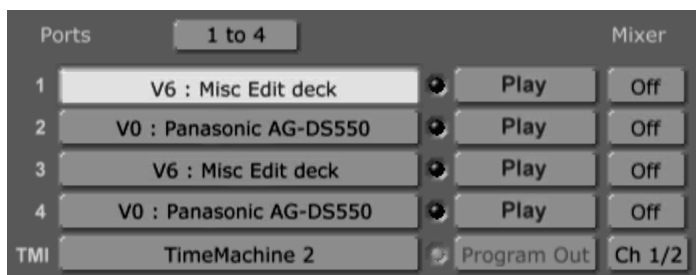 Ports 1 to 4 Mixer
1 V6 : Misc Edit deck Play Off
2 V0 : Panasonic AG-DS550 Play Off
3 V6 : Misc Edit deck Play Off
4 V0 : Panasonic AG-DS550 Play Off
TMI TimeMachine 2 Program Out Ch 1/2